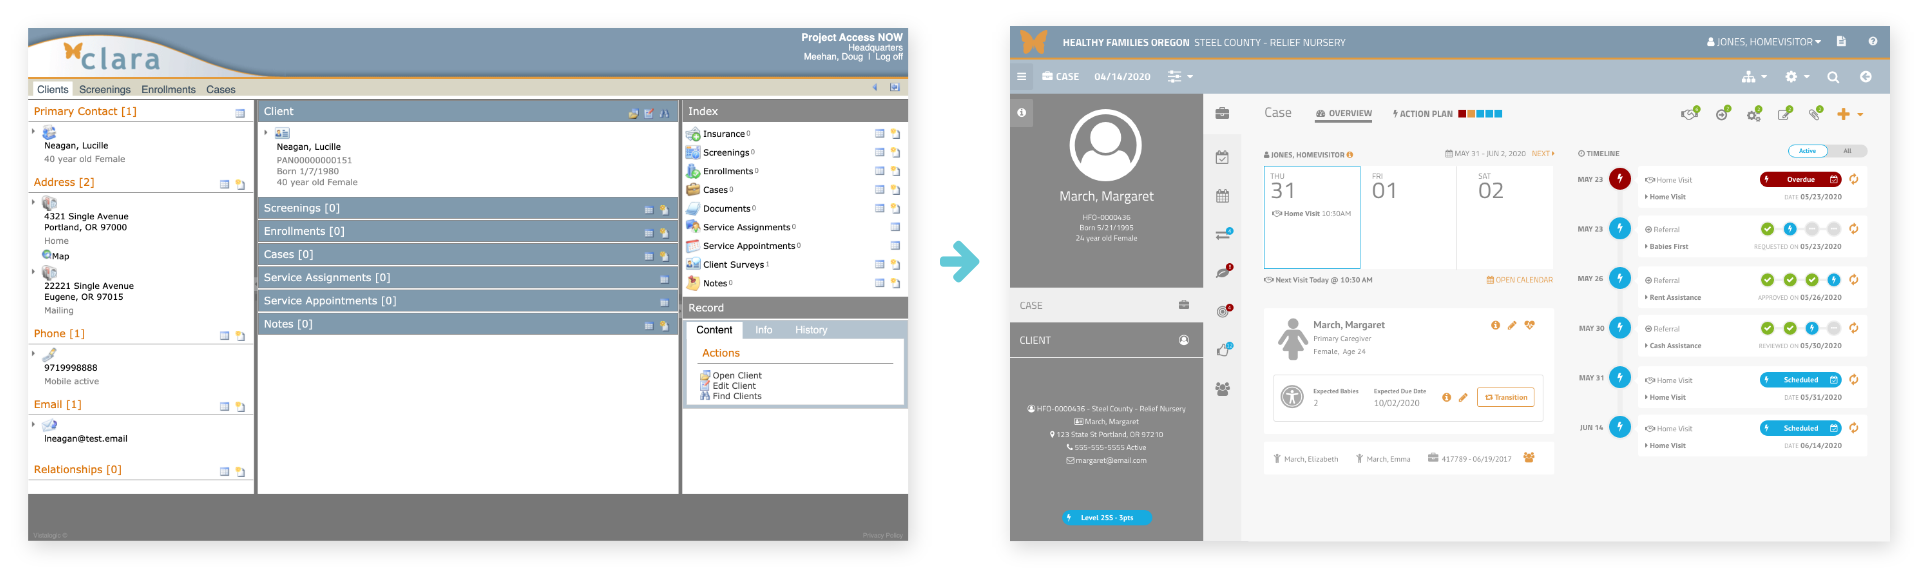 clara
Project Access NOW
Headquarters
Meehan, Doug | Log off
Clients Screenings Enrollments Cases
Primary Contact [1]
Neagan, Lucille
40 year old Female
Address [2]
4321 Single Avenue
Portland, OR 97000
Home
Map
22221 Single Avenue
Eugene, OR 97015
Mailing
Phone [1]
9719998888
Mobile active
Email [1]
lneagan@test.email
Relationships [0]
Client
Neagan, Lucille
PAN00000000151
Born 1/7/1980
40 year old Female
Screenings [0]
Enrollments [0]
Cases [0]
Service Assignments [0]
Service Appointments [0]
Notes [0]
Index
Insurance 0
Screenings 0
Enrollments 0
Cases 0
Documents 0
Service Assignments 0
Service Appointments 0
Client Surveys 1
Notes 0
Record
Content Info History
Actions
Open Client
Edit Client
Find Clients
Privacy Policy
HEALTHY FAMILIES OREGON STEEL COUNTY - RELIEF NURSERY
JONES, HOMEVISITOR
CASE 04/14/2020
March, Margaret
HFO-0000436
Born 5/21/1995
24 year old Female
CASE
CLIENT
HFO-0000436 - Steel County - Relief Nursery
March, Margaret
123 State St Portland, OR 97210
555-555-5555 Active
margaret@email.com
Level 2SS - 3pts
Case OVERVIEW ACTION PLAN
JONES, HOMEVISITOR
MAY 31 - JUN 2, 2020 NEXT
THU
31
Home Visit 10:30AM
FRI
01
SAT
02
Next Visit Today @ 10:30 AM
OPEN CALENDAR
March, Margaret
Primary Caregiver
Female, Age 24
Expected Babies
2
Expected Due Date
10/02/2020
Transition
March, Elizabeth March, Emma 417789 - 06/19/2017
TIMELINE
Active All
MAY 23
Home Visit
Overdue
Home Visit
DATE 05/23/2020
MAY 23
Referral
Babies First
REQUESTED ON 05/23/2020
MAY 26
Referral
Rent Assistance
APPROVED ON 05/26/2020
MAY 30
Referral
Cash Assistance
REVIEWED ON 05/30/2020
MAY 31
Home Visit
Scheduled
Home Visit
DATE 05/31/2020
JUN 14
Home Visit
Scheduled
Home Visit
DATE 06/14/2020